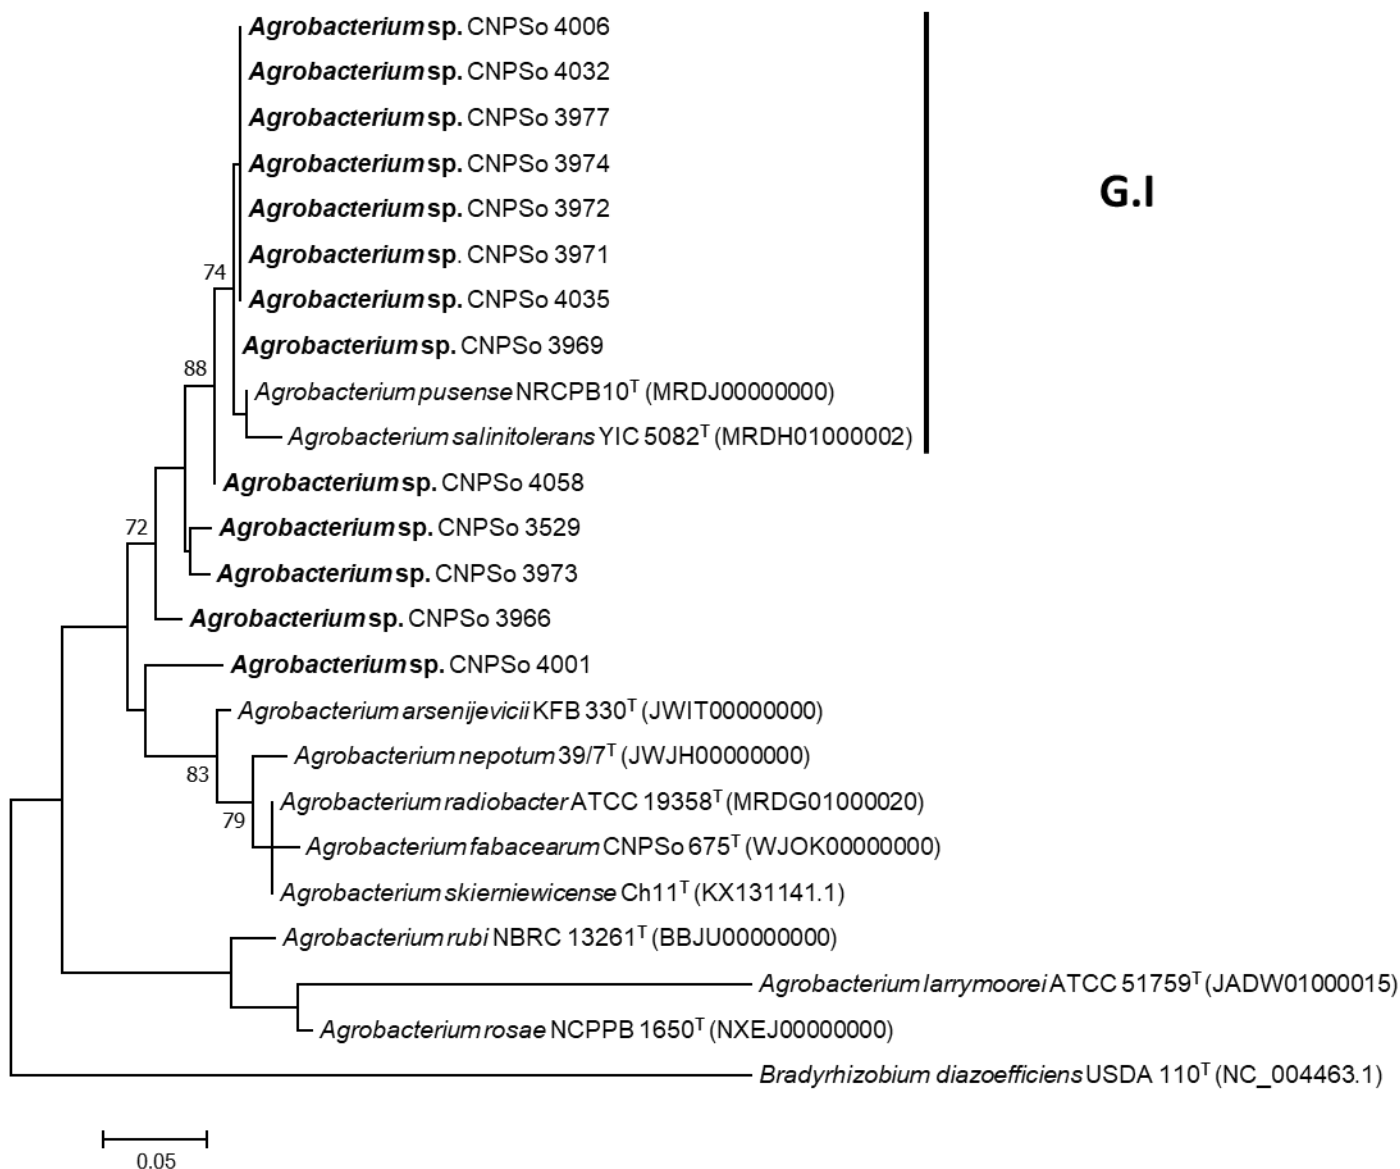 Agrobacterium sp. CNPSo 4006
Agrobacterium sp. CNPSo 4032
Agrobacterium sp. CNPSo 3977
Agrobacterium sp. CNPSo 3974
G.I
Agrobacterium sp. CNPSo 3972
Agrobacterium sp. CNPSo 3971
74
Agrobacterium sp. CNPSo 4035
Agrobacterium sp. CNPSo 3969
88
Agrobacterium pusense NRCPB10ᵀ (MRDJ00000000)
Agrobacterium salinitolerans YIC 5082ᵀ (MRDH01000002)
Agrobacterium sp. CNPSo 4058
72
Agrobacterium sp. CNPSo 3529
Agrobacterium sp. CNPSo 3973
Agrobacterium sp. CNPSo 3966
Agrobacterium sp. CNPSo 4001
Agrobacterium arsenijevicii KFB 330ᵀ (JWIT00000000)
Agrobacterium nepotum 39/7ᵀ (JWJH00000000)
83
Agrobacterium radiobacter ATCC 19358ᵀ (MRDG01000020)
79
Agrobacterium fabacearum CNPSo 675ᵀ (WJOK00000000)
Agrobacterium skierniewicense Ch11ᵀ (KX131141.1)
Agrobacterium rubi NBRC 13261ᵀ (BBJU00000000)
Agrobacterium larrymoorei ATCC 51759ᵀ (JADW01000015)
Agrobacterium rosae NCPPB 1650ᵀ (NXEJ00000000)
Bradyrhizobium diazoefficiens USDA 110ᵀ (NC_004463.1)
0.05